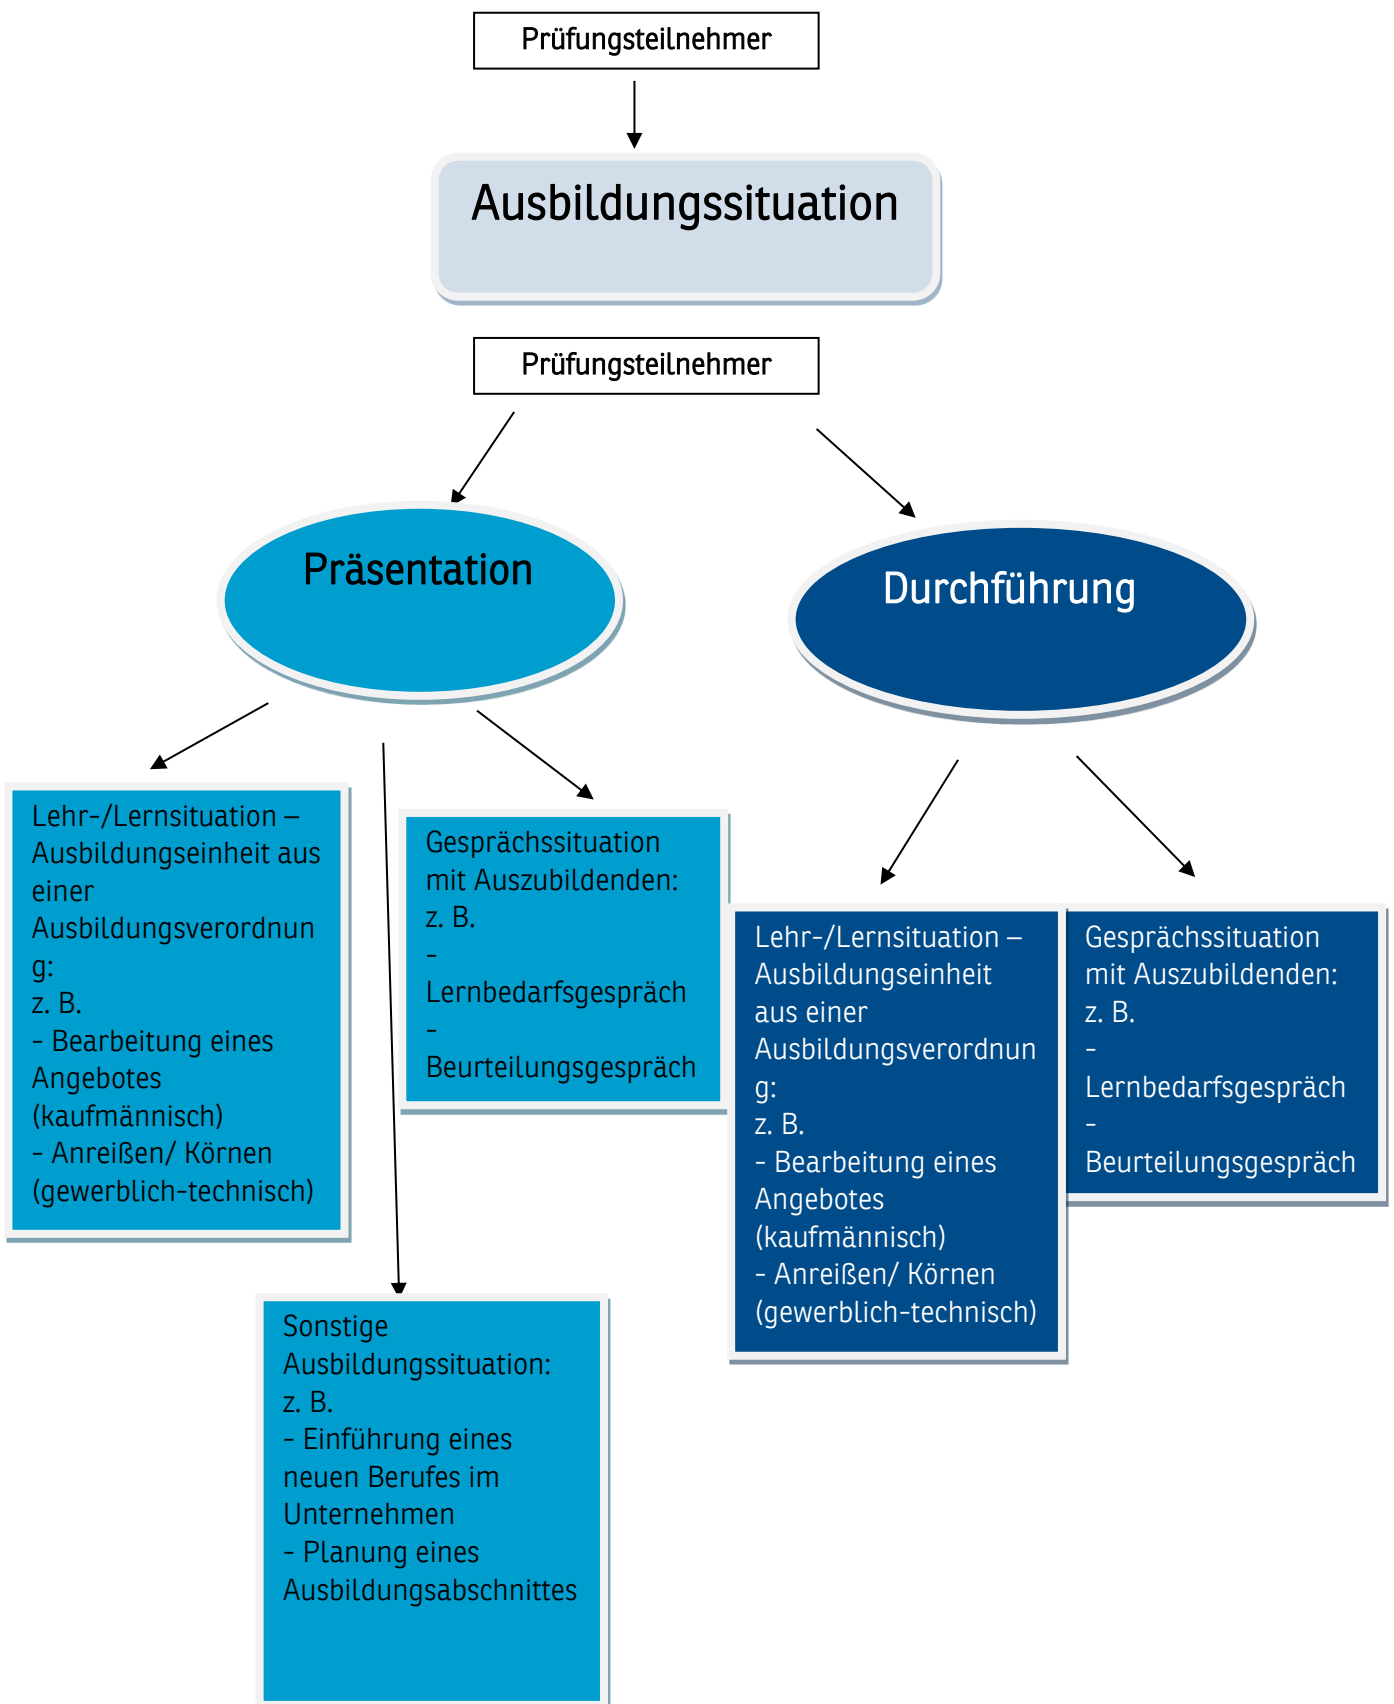 Prüfungsteilnehmer
Ausbildungssituation
Prüfungsteilnehmer
Präsentation
Durchführung
Lehr-/Lernsituation –
Ausbildungseinheit aus
einer
Ausbildungsverordnun
g:
z. B.
- Bearbeitung eines
Angebotes
(kaufmännisch)
- Anreißen/ Körnen
(gewerblich-technisch)
Gesprächssituation
mit Auszubildenden:
z. B.
-
Lernbedarfsgespräch
-
Beurteilungsgespräch
Lehr-/Lernsituation –
Ausbildungseinheit
aus einer
Ausbildungsverordnun
g:
z. B.
- Bearbeitung eines
Angebotes
(kaufmännisch)
- Anreißen/ Körnen
(gewerblich-technisch)
Gesprächssituation
mit Auszubildenden:
z. B.
-
Lernbedarfsgespräch
-
Beurteilungsgespräch
Sonstige
Ausbildungssituation:
z. B.
- Einführung eines
neuen Berufes im
Unternehmen
- Planung eines
Ausbildungsabschnittes